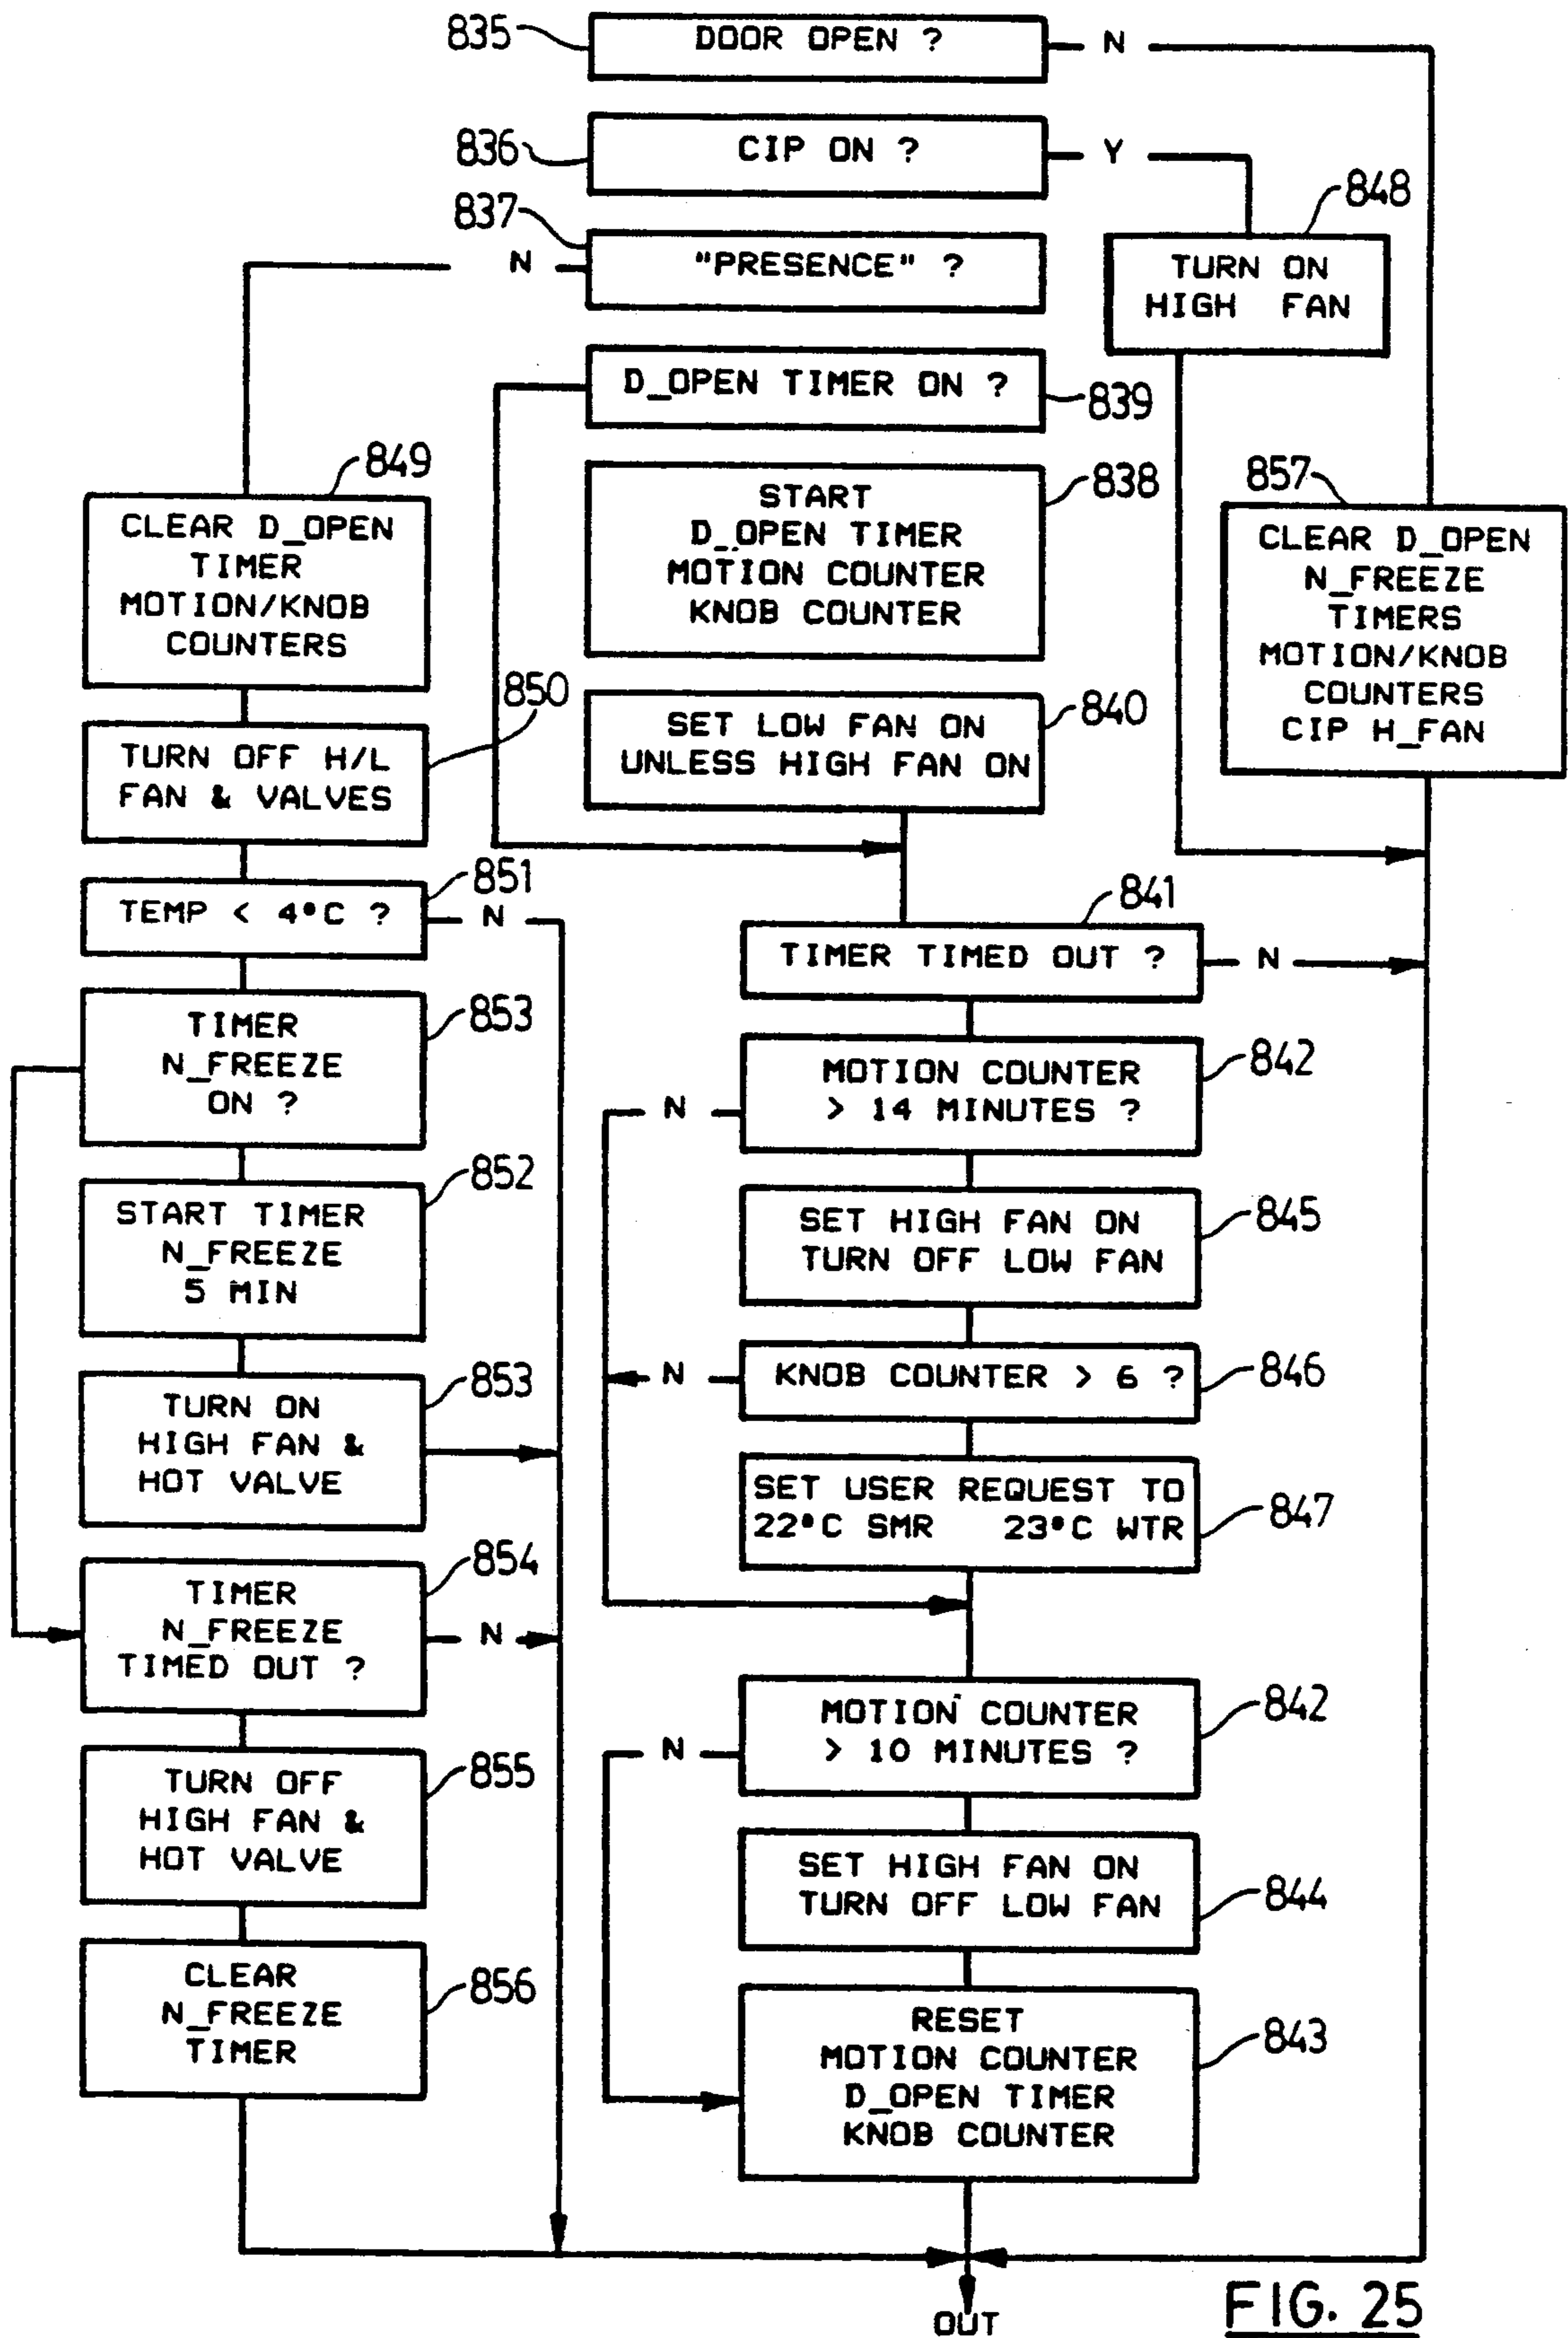 835
DOOR OPEN ?
N
836
CIP ON ?
Y
837
N
"PRESENCE" ?
848
TURN ON
HIGH FAN
D_OPEN TIMER ON ?
839
849
CLEAR D_OPEN
TIMER
MOTION/KNOB
COUNTERS
START
D_OPEN TIMER
MOTION COUNTER
KNOB COUNTER
838
857
CLEAR D_OPEN
N_FREEZE
TIMERS
MOTION/KNOB
COUNTERS
CIP H_FAN
850
TURN OFF H/L
FAN & VALVES
SET LOW FAN ON
UNLESS HIGH FAN ON
840
851
TEMP < 4°C ?
N
841
TIMER TIMED OUT ?
N
TIMER
N_FREEZE
ON ?
853
MOTION COUNTER
> 14 MINUTES ?
842
N
START TIMER
N_FREEZE
5 MIN
852
SET HIGH FAN ON
TURN OFF LOW FAN
845
TURN ON
HIGH FAN &
HOT VALVE
853
N
KNOB COUNTER > 6 ?
846
SET USER REQUEST TO
22°C SMR 23°C WTR
847
TIMER
N_FREEZE
TIMED OUT ?
854
N
MOTION COUNTER
> 10 MINUTES ?
842
N
TURN OFF
HIGH FAN &
HOT VALVE
855
SET HIGH FAN ON
TURN OFF LOW FAN
844
CLEAR
N_FREEZE
TIMER
856
RESET
MOTION COUNTER
D_OPEN TIMER
KNOB COUNTER
843
OUT
FIG. 25